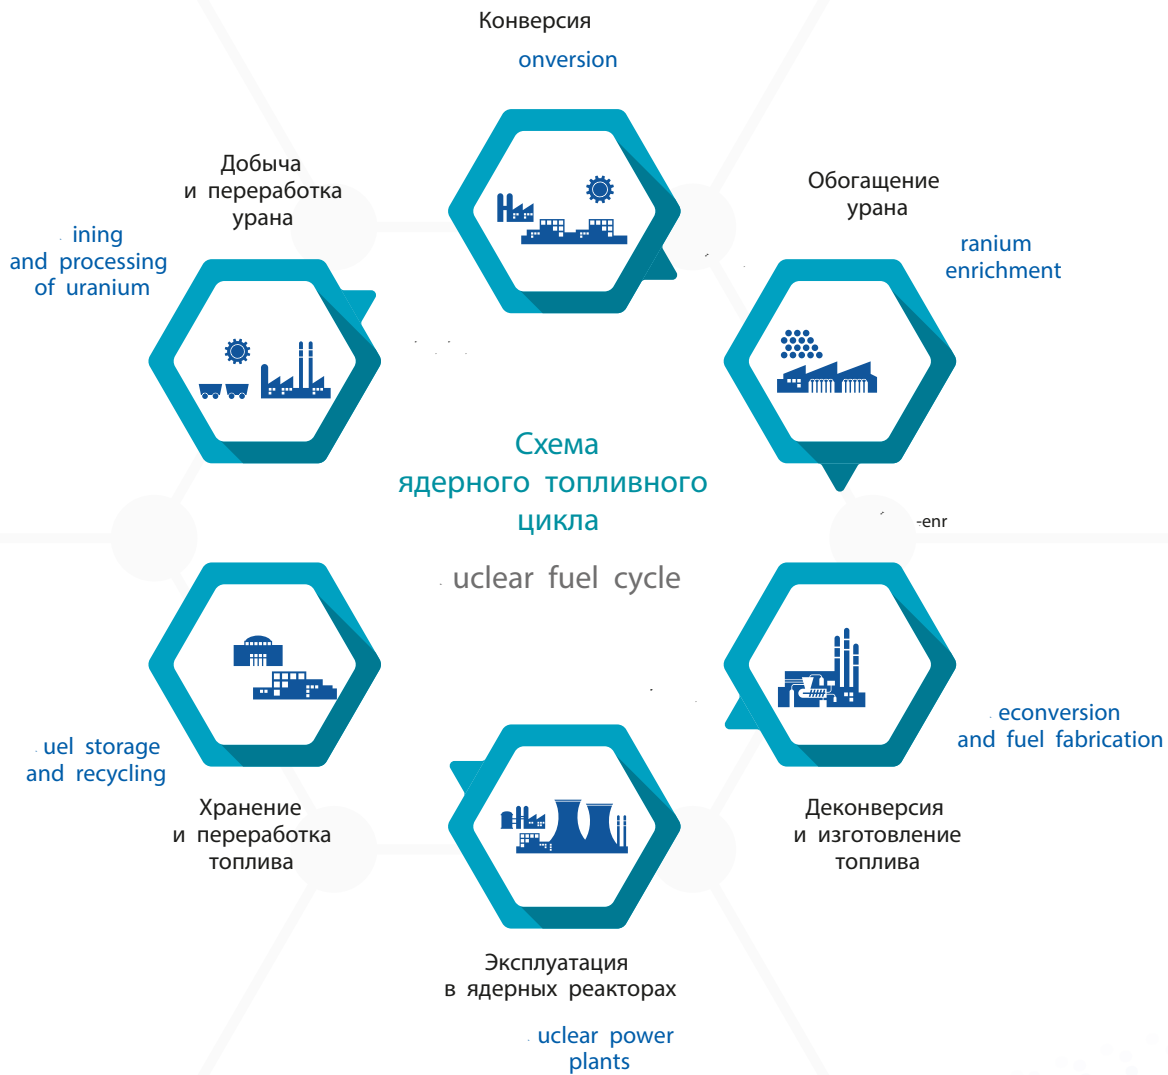 Конверсия
onversion
Добыча
и переработка
урана
ining
and processing
of uranium
Обогащение
урана
ranium
enrichment
Схема
ядерного топливного
цикла
uclear fuel cycle
-enr
uel storage
and recycling
Хранение
и переработка
топлива
econversion
and fuel fabrication
Деконверсия
и изготовление
топлива
Эксплуатация
в ядерных реакторах
uclear power
plants